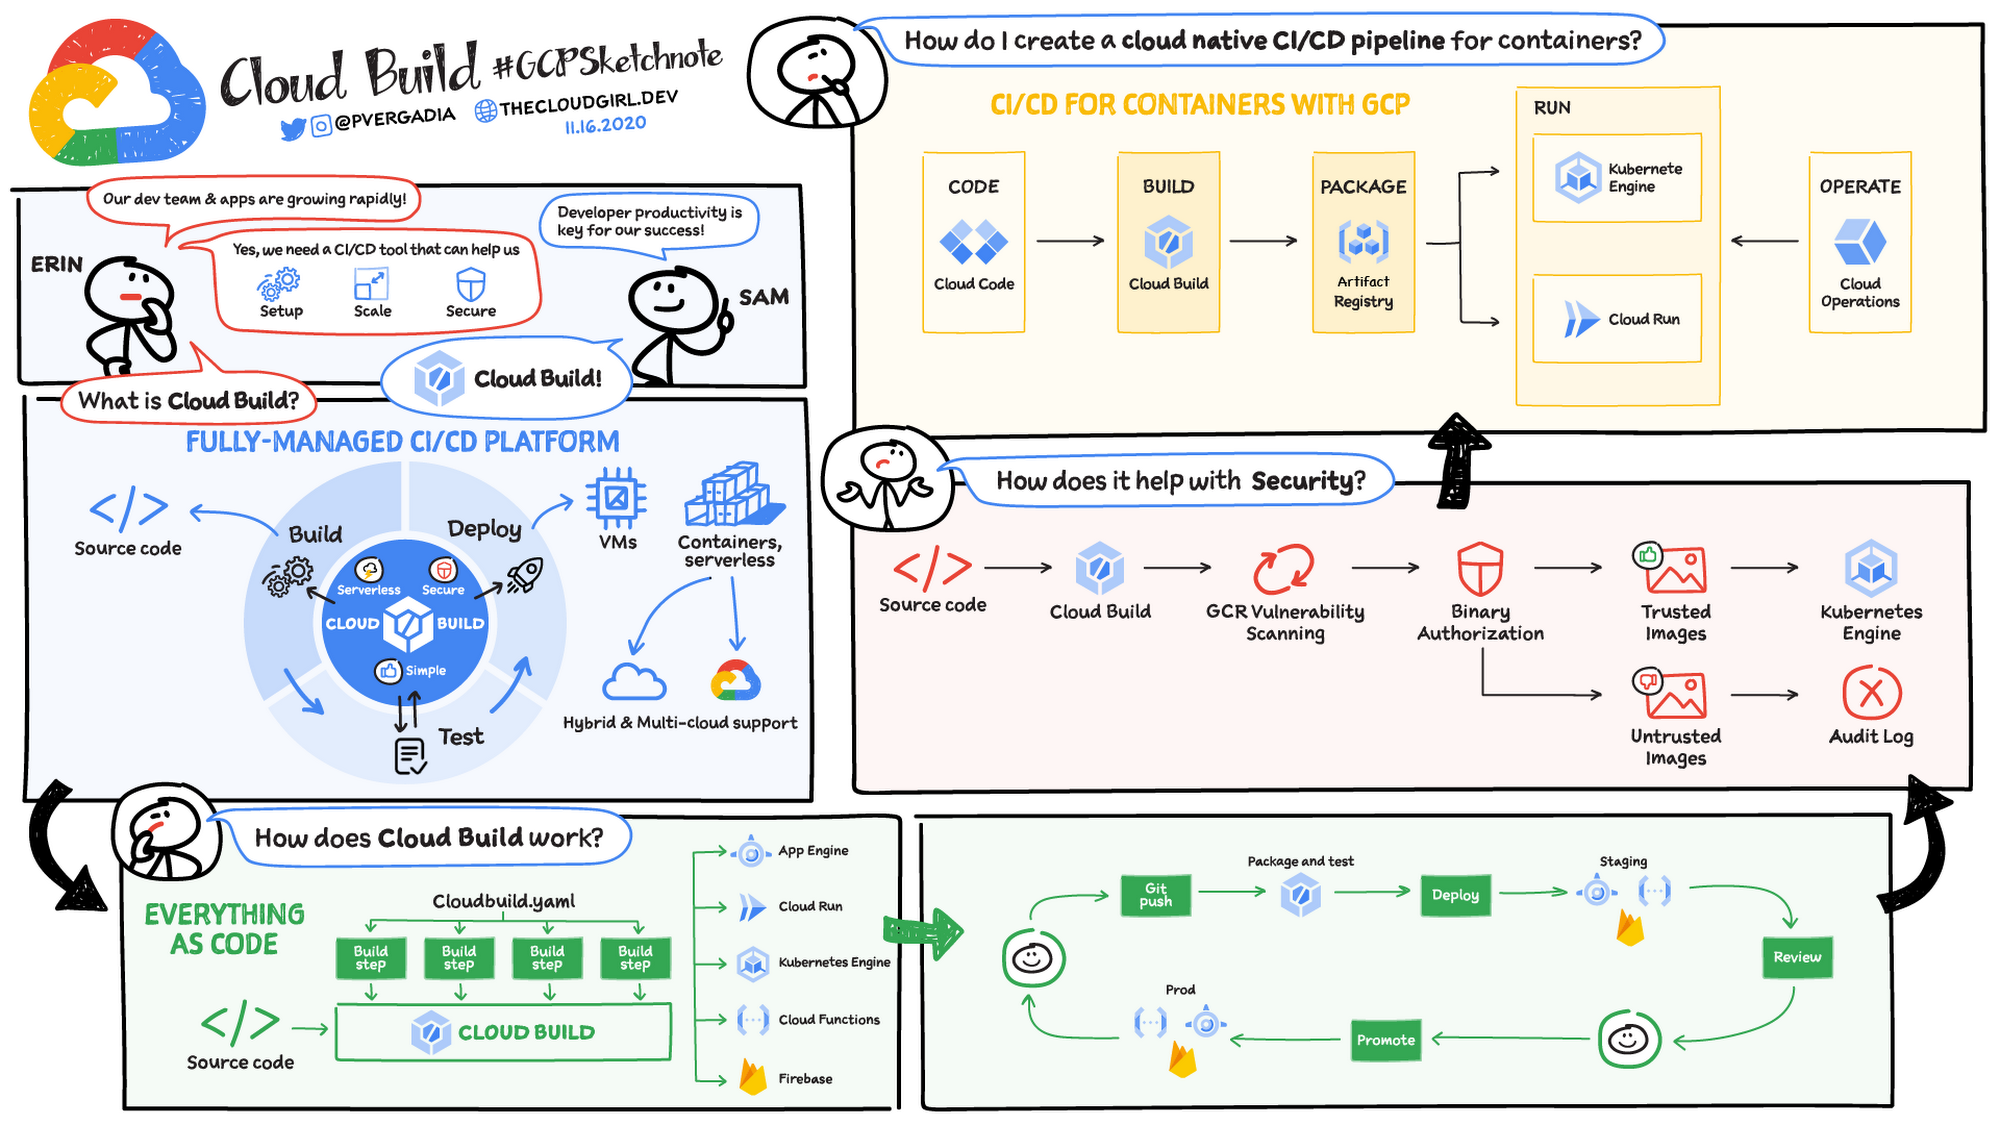 Cloud Build #GCPSketchnote
@PVERGADIA
THECLOUDGIRL.DEV
11.16.2020
Our dev team & apps are growing rapidly!
Yes, we need a CI/CD tool that can help us
Setup
Scale
Secure
ERIN
Developer productivity is
key for our success!
SAM
Cloud Build!
What is Cloud Build?
FULLY-MANAGED CI/CD PLATFORM
Source code
Build
Deploy
Test
Serverless
Secure
CLOUD BUILD
Simple
VMs
Containers,
serverless
Hybrid & Multi-cloud support
How does Cloud Build work?
EVERYTHING
AS CODE
Cloudbuild.yaml
Build
step
Build
step
Build
step
Build
step
Source code
CLOUD BUILD
App Engine
Cloud Run
Kubernetes Engine
Cloud Functions
Firebase
Git
push
Package and test
Deploy
Staging
Review
Promote
Prod
How does it help with Security?
Source code
Cloud Build
GCR Vulnerability
Scanning
Binary
Authorization
Trusted
Images
Kubernetes
Engine
Untrusted
Images
Audit Log
How do I create a cloud native CI/CD pipeline for containers?
CI/CD FOR CONTAINERS WITH GCP
CODE
Cloud Code
BUILD
Cloud Build
PACKAGE
Artifact
Registry
RUN
Kubernete
Engine
Cloud Run
OPERATE
Cloud
Operations